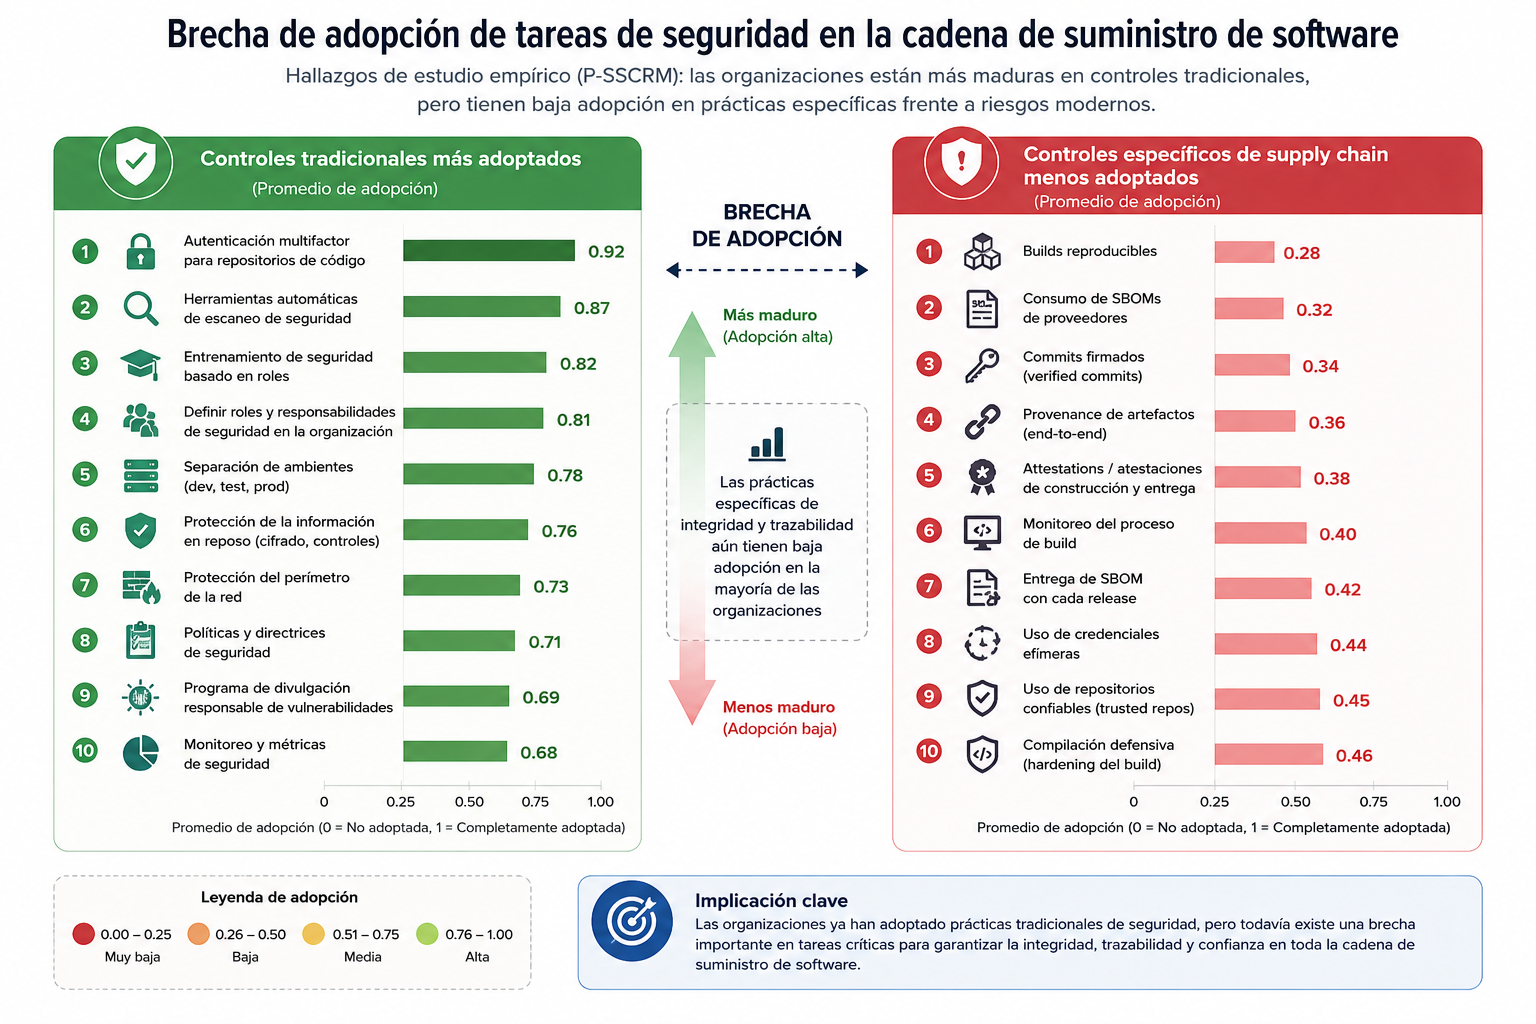 Brecha de adopción de tareas de seguridad en la cadena de suministro de software
Hallazgos de estudio empírico (P-SSCRM): las organizaciones están más maduras en controles tradicionales,
pero tienen baja adopción en prácticas específicas frente a riesgos modernos.
Controles tradicionales más adoptados
(Promedio de adopción)
1
Autenticación multifactor
para repositorios de código
0.92
2
Herramientas automáticas
de escaneo de seguridad
0.87
3
Entrenamiento de seguridad
basado en roles
0.82
4
Definir roles y responsabilidades
de seguridad en la organización
0.81
5
Separación de ambientes
(dev, test, prod)
0.78
6
Protección de la información
en reposo (cifrado, controles)
0.76
7
Protección del perímetro
de la red
0.73
8
Políticas y directrices
de seguridad
0.71
9
Programa de divulgación
responsable de vulnerabilidades
0.69
10
Monitoreo y métricas
de seguridad
0.68
0 0.25 0.50 0.75 1.00
Promedio de adopción (0 = No adoptada, 1 = Completamente adoptada)
BRECHA
DE ADOPCIÓN
Más maduro
(Adopción alta)
Las prácticas
específicas de
integridad y trazabilidad
aún tienen baja
adopción en la
mayoría de las
organizaciones
Menos maduro
(Adopción baja)
Controles específicos de supply chain
menos adoptados
(Promedio de adopción)
1
Builds reproducibles
0.28
2
Consumo de SBOMs
de proveedores
0.32
3
Commits firmados
(verified commits)
0.34
4
Provenance de artefactos
(end-to-end)
0.36
5
Attestations / atestaciones
de construcción y entrega
0.38
6
Monitoreo del proceso
de build
0.40
7
Entrega de SBOM
con cada release
0.42
8
Uso de credenciales
efímeras
0.44
9
Uso de repositorios
confiables (trusted repos)
0.45
10
Compilación defensiva
(hardening del build)
0.46
0 0.25 0.50 0.75 1.00
Promedio de adopción (0 = No adoptada, 1 = Completamente adoptada)
Leyenda de adopción
0.00 – 0.25
Muy baja
0.26 – 0.50
Baja
0.51 – 0.75
Media
0.76 – 1.00
Alta
Implicación clave
Las organizaciones ya han adoptado prácticas tradicionales de seguridad, pero todavía existe una brecha
importante en tareas críticas para garantizar la integridad, trazabilidad y confianza en toda la cadena de
suministro de software.